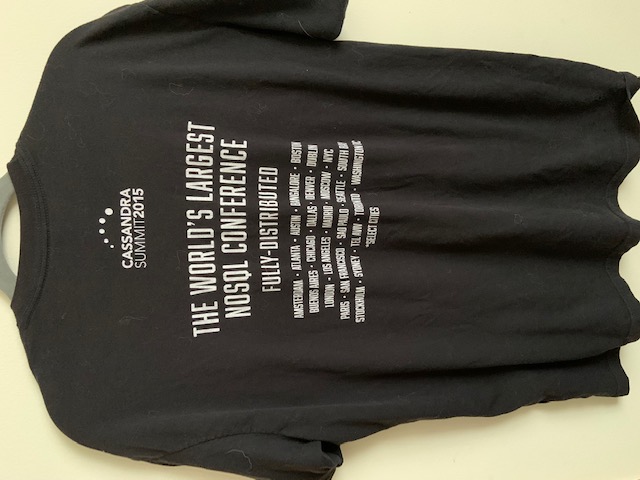 CASSANDRA
SUMMIT2015
THE WORLD'S LARGEST
NOSQL CONFERENCE
FULLY-DISTRIBUTED
AMSTERDAM · ATLANTA · AUSTIN · BANGALORE · BOSTON
BUENOS AIRES · CHICAGO · DALLAS · DENVER · DUBLIN
LONDON · LOS ANGELES · MADRID · MOSCOW · NYC
PARIS · SAN FRANCISCO · SAO PAULO · SEATTLE · SOUTH BAY
STOCKHOLM · SYDNEY · TEL AVIV · TORONTO · WASHINGTON DC
*SELECT CITIES